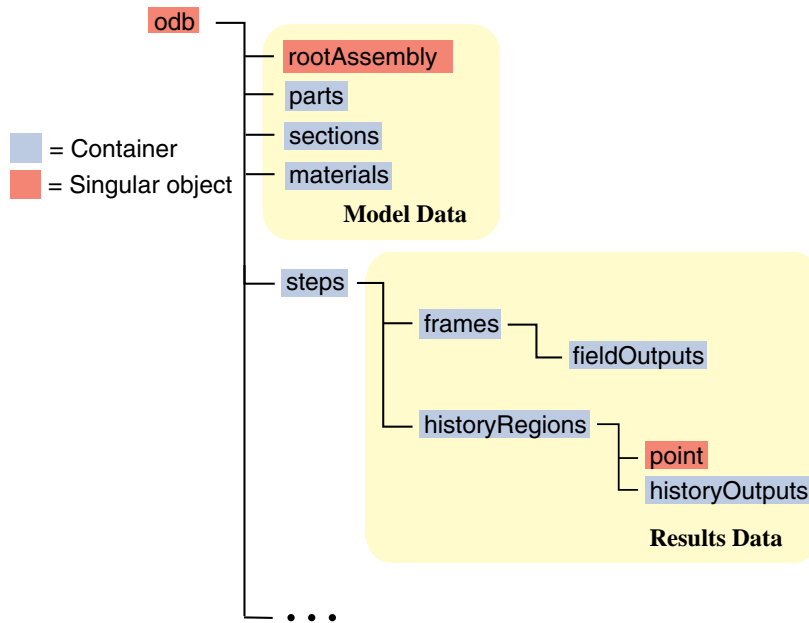 odb
rootAssembly
parts
sections
materials
Model Data
= Container
= Singular object
steps
frames
fieldOutputs
historyRegions
point
historyOutputs
Results Data
• • •